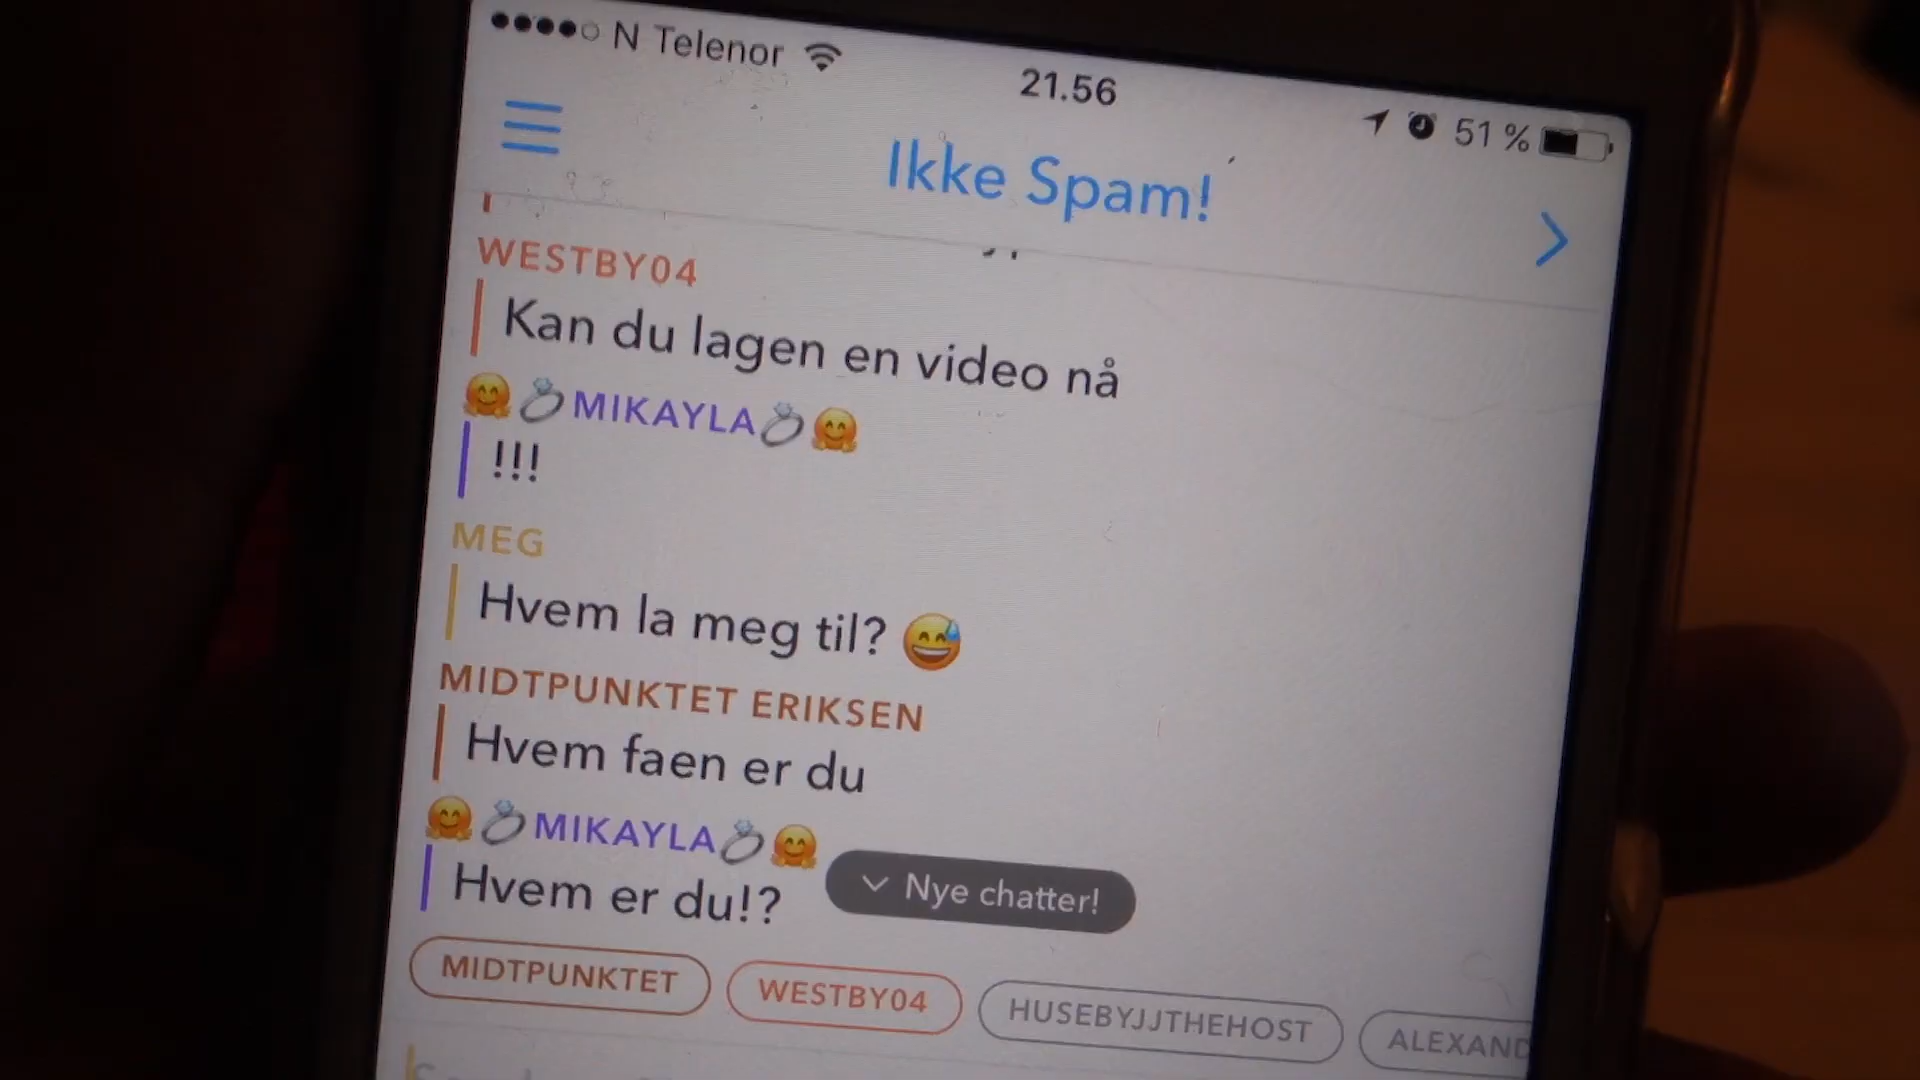 N Telenor
21.56
51 %
Ikke Spam!
WESTBY04
Kan du lagen en video nå
MIKAYLA
!!!
MEG
Hvem la meg til? 😅
MIDTPUNKTET ERIKSEN
Hvem faen er du
MIKAYLA
Hvem er du!?
Nye chatter!
MIDTPUNKTET
WESTBY04
HUSEBYJJTHEHOST
ALEXAND